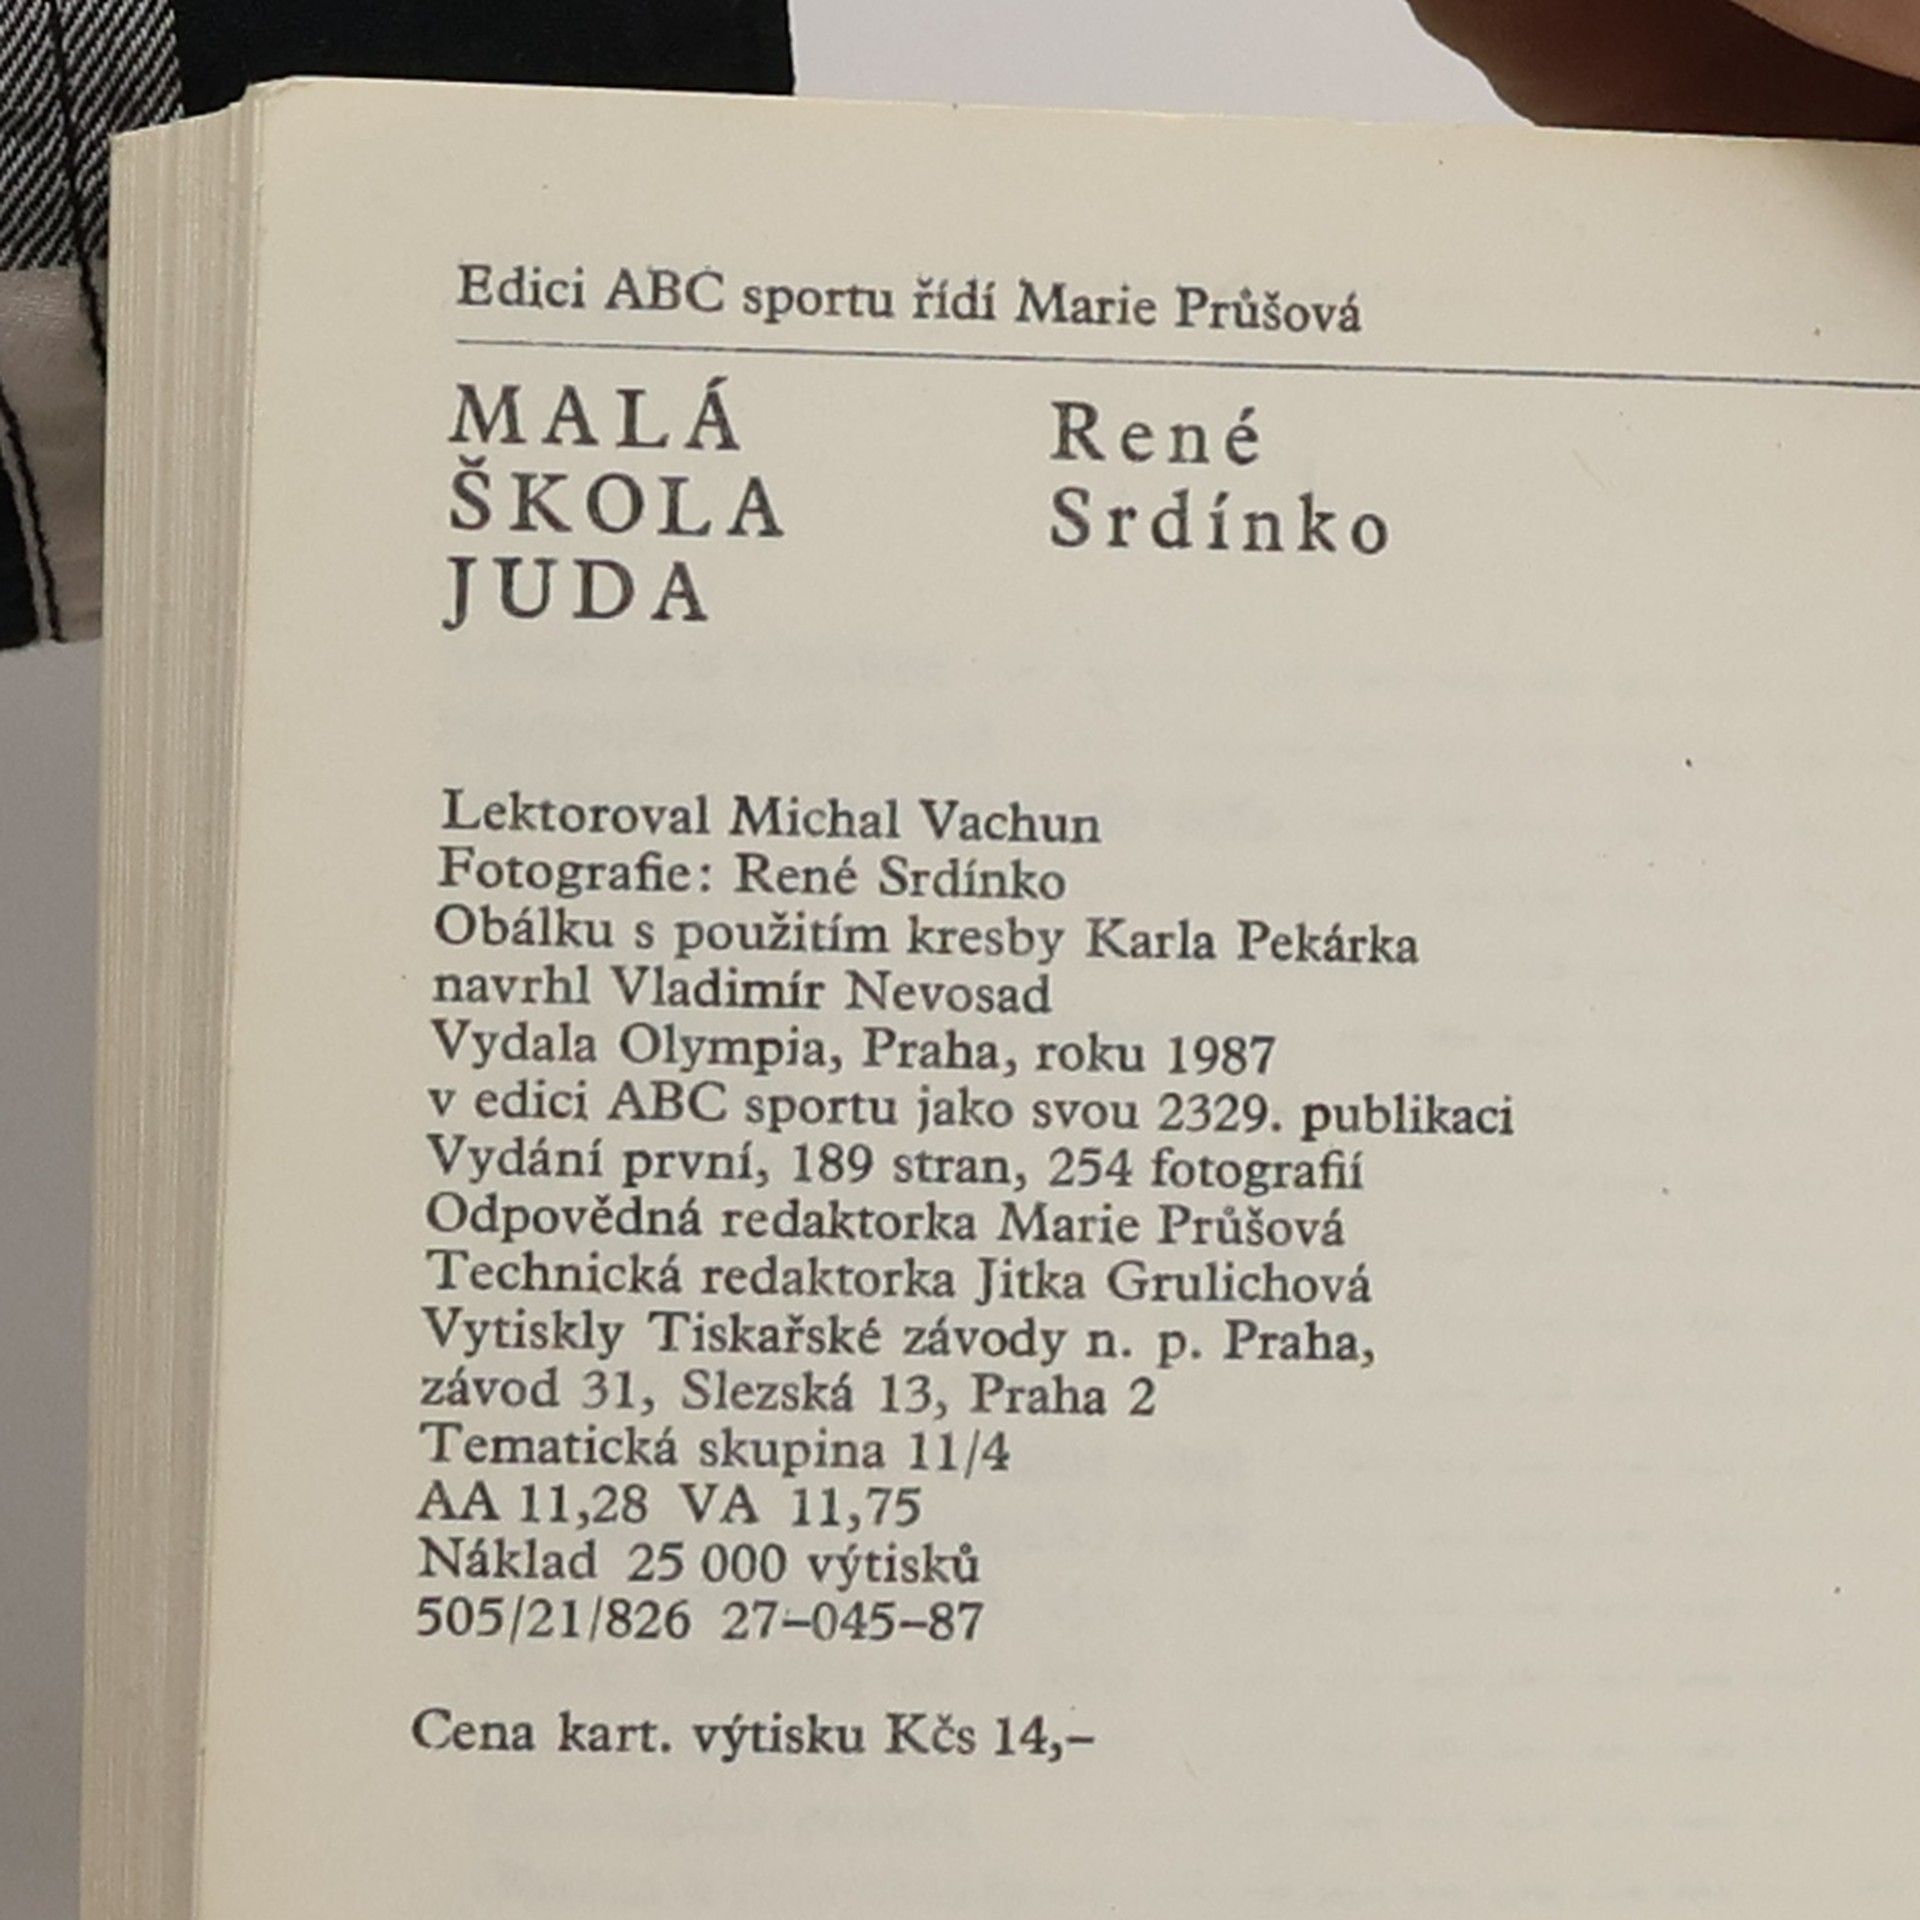 Edici ABC sportu řídí Marie Průšová
MALÁ
ŠKOLA
JUDA
René
Srdínko
Lektoroval Michal Vachun
Fotografie: René Srdínko
Obálku s použitím kresby Karla Pekárka
navrhl Vladimír Nevosad
Vydala Olympia, Praha, roku 1987
v edici ABC sportu jako svou 2329. publikaci
Vydání první, 189 stran, 254 fotografií
Odpovědná redaktorka Marie Průšová
Technická redaktorka Jitka Grulichová
Vytiskly Tiskařské závody n. p. Praha,
závod 31, Slezská 13, Praha 2
Tematická skupina 11/4
AA 11,28 VA 11,75
Náklad 25 000 výtisků
505/21/826 27–045–87
Cena kart. výtisku Kčs 14,–